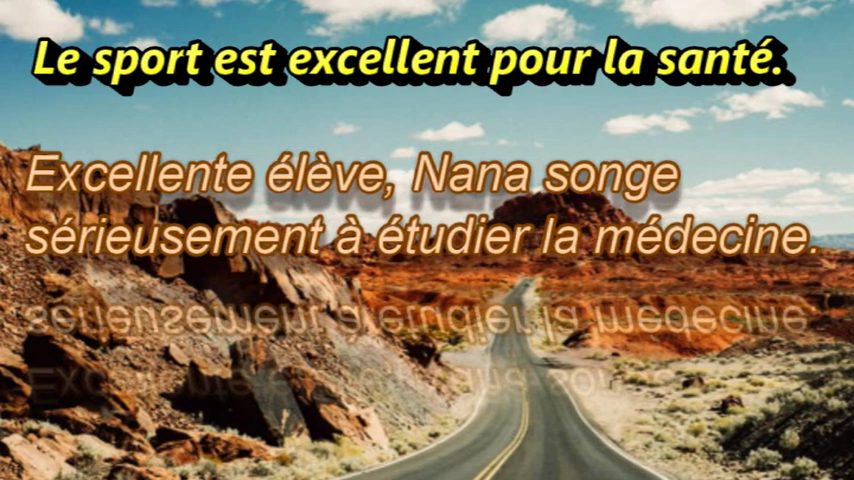 Le sport est excellent pour la santé.
Excellente élève, Nana songe
sérieusement à étudier la médecine.